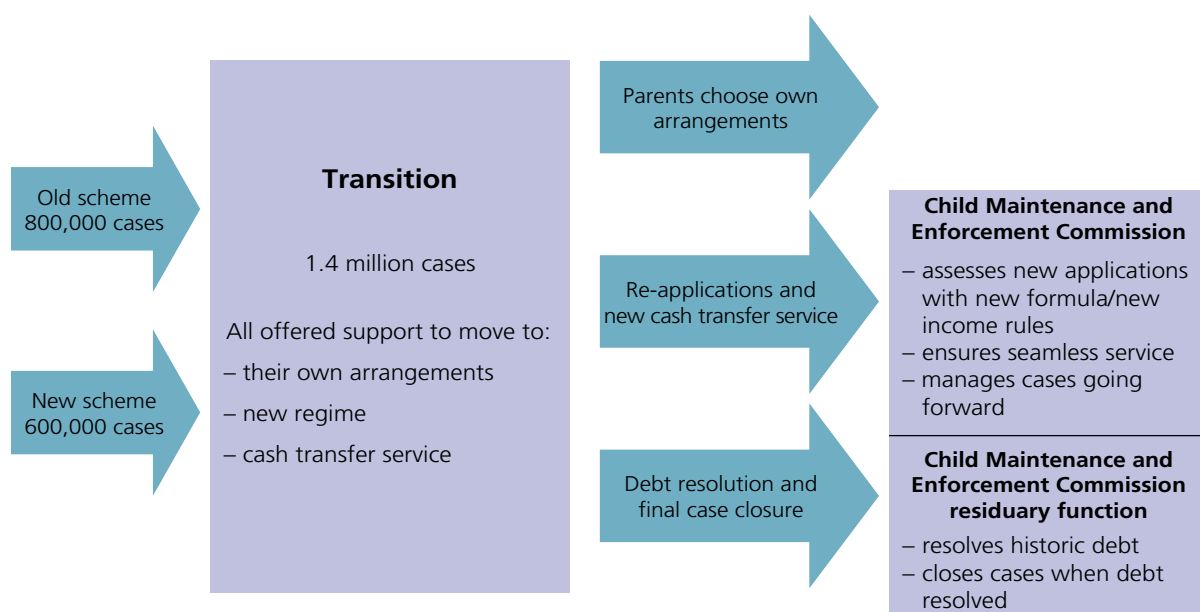 Old scheme
800,000 cases
New scheme
600,000 cases
Transition
1.4 million cases
All offered support to move to:
– their own arrangements
– new regime
– cash transfer service
Parents choose own
arrangements
Re-applications and
new cash transfer service
Debt resolution and
final case closure
Child Maintenance and
Enforcement Commission
– assesses new applications
with new formula/new
income rules
– ensures seamless service
– manages cases going
forward
Child Maintenance and
Enforcement Commission
residuary function
– resolves historic debt
– closes cases when debt
resolved